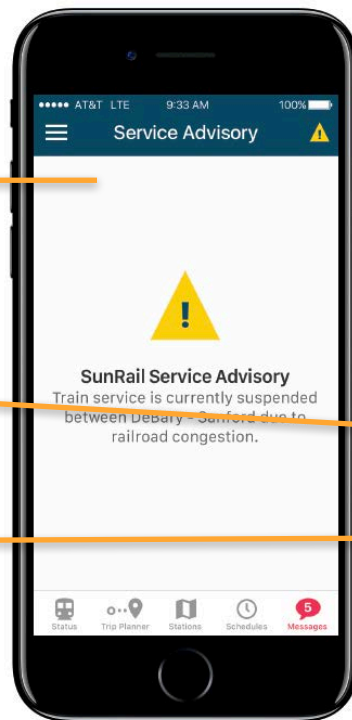 AT&T LTE 9:33 AM 100%
Service Advisory
!
!
SunRail Service Advisory
Train service is currently suspended
between DeBary - Sanford due to
railroad congestion.
5
Status Trip Planner Stations Schedules Messages